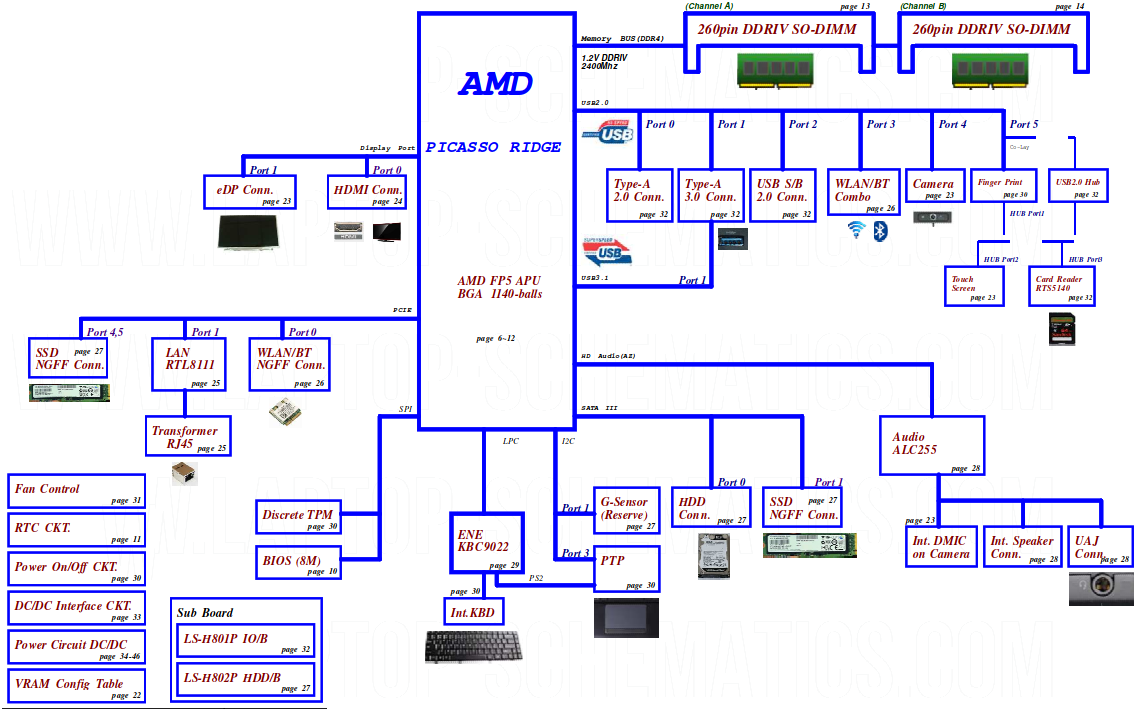 (Channel A)
page 13
260pin DDRIV SO-DIMM
(Channel B)
page 14
260pin DDRIV SO-DIMM
Memory BUS(DDR4)
1.2V DDRIV
2400Mhz
AMD
PICASSO RIDGE
AMD FP5 APU
BGA 1140-balls
page 6~12
USB2.0
USB
Port 0
Port 1
Port 2
Port 3
Port 4
Port 5
Co-Lay
Type-A
2.0 Conn.
page 32
Type-A
3.0 Conn.
page 32
USB S/B
2.0 Conn.
page 32
WLAN/BT
Combo
page 26
Camera
page 23
Finger Print
page 30
USB2.0 Hub
page 32
HUB Port1
HUB Port2
HUB Port3
Touch
Screen
page 23
Card Reader
RTS5140
page 32
SUPERSPEED
USB
USB3.1
Port 1
Display Port
Port 1
Port 0
eDP Conn.
page 23
HDMI Conn.
page 24
PCIE
Port 4,5
Port 1
Port 0
SSD
page 27
NGFF Conn.
LAN
RTL8111
page 25
WLAN/BT
NGFF Conn.
page 26
Transformer
RJ45
page 25
HD Audio(AZ)
SATA III
SPI
LPC
I2C
Audio
ALC255
page 28
Port 0
Port 1
HDD
Conn.
page 27
SSD
page 27
NGFF Conn.
Port 1
G-Sensor
(Reserve)
page 27
Port 3
PTP
page 30
PS2
Discrete TPM
page 30
BIOS (8M)
page 10
ENE
KBC9022
page 29
page 30
Int.KBD
page 23
Int. DMIC
on Camera
Int. Speaker
Conn.
page 28
UAJ
Conn.
page 28
Fan Control
page 31
RTC CKT.
page 11
Power On/Off CKT.
page 30
DC/DC Interface CKT.
page 33
Power Circuit DC/DC
page 34-46
VRAM Config Table
page 22
Sub Board
LS-H801P IO/B
page 32
LS-H802P HDD/B
page 27